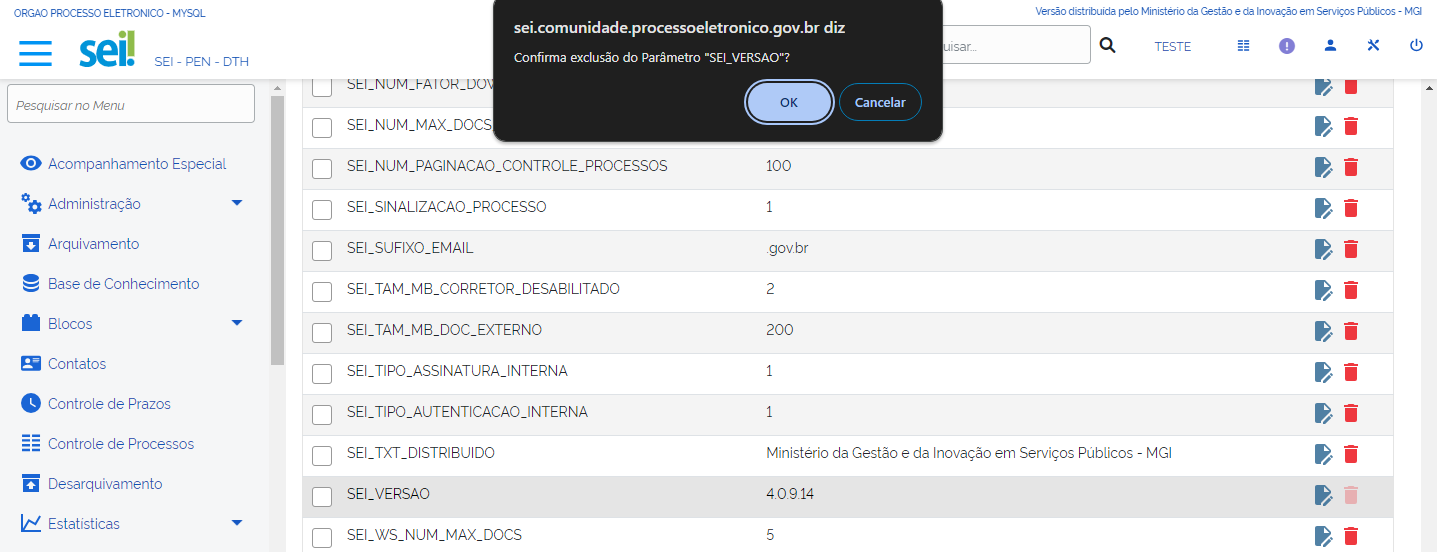 ORGAO PROCESSO ELETRONICO - MYSQL
Versão distribuída pelo Ministério da Gestão e da Inovação em Serviços Públicos - MGI
sei!
SEI - PEN - DTH
TESTE
sei.comunidade.processoeletronico.gov.br diz
Confirma exclusão do Parâmetro "SEI_VERSAO"?
OK
Cancelar
Pesquisar no Menu
Acompanhamento Especial
Administração
Arquivamento
Base de Conhecimento
Blocos
Contatos
Controle de Prazos
Controle de Processos
Desarquivamento
Estatísticas
SEI_NUM_MAX_DOCS
SEI_NUM_PAGINACAO_CONTROLE_PROCESSOS 100
SEI_SINALIZACAO_PROCESSO 1
SEI_SUFIXO_EMAIL .gov.br
SEI_TAM_MB_CORRETOR_DESABILITADO 2
SEI_TAM_MB_DOC_EXTERNO 200
SEI_TIPO_ASSINATURA_INTERNA 1
SEI_TIPO_AUTENTICACAO_INTERNA 1
SEI_TXT_DISTRIBUIDO Ministério da Gestão e da Inovação em Serviços Públicos - MGI
SEI_VERSAO 4.0.9.14
SEI_WS_NUM_MAX_DOCS 5